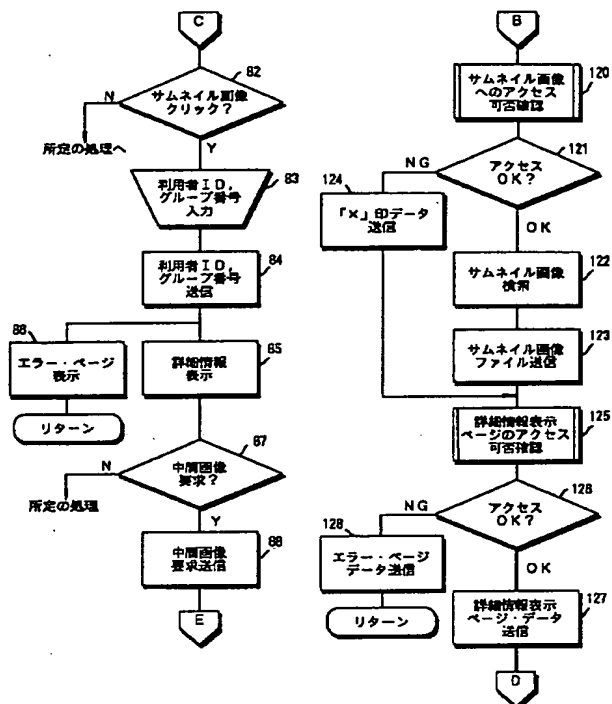 C
82
サムネイル画像
クリック?
N
所定の処理へ
Y
83
利用者ID,
グループ番号
入力
84
利用者ID,
グループ番号
送信
86
エラー・ページ
表示
リターン
85
詳細情報
表示
87
中間画像
要求?
N
所定の処理
Y
88
中間画像
要求送信
E
B
120
サムネイル画像
へのアクセス
可否確認
121
アクセス
OK?
NG
124
「×」印データ
送信
OK
122
サムネイル画像
検索
123
サムネイル画像
ファイル送信
125
詳細情報表示
ページのアクセス
可否確認
126
アクセス
OK?
NG
128
エラー・ページ
データ送信
リターン
OK
127
詳細情報表示
ページ・データ
送信
D